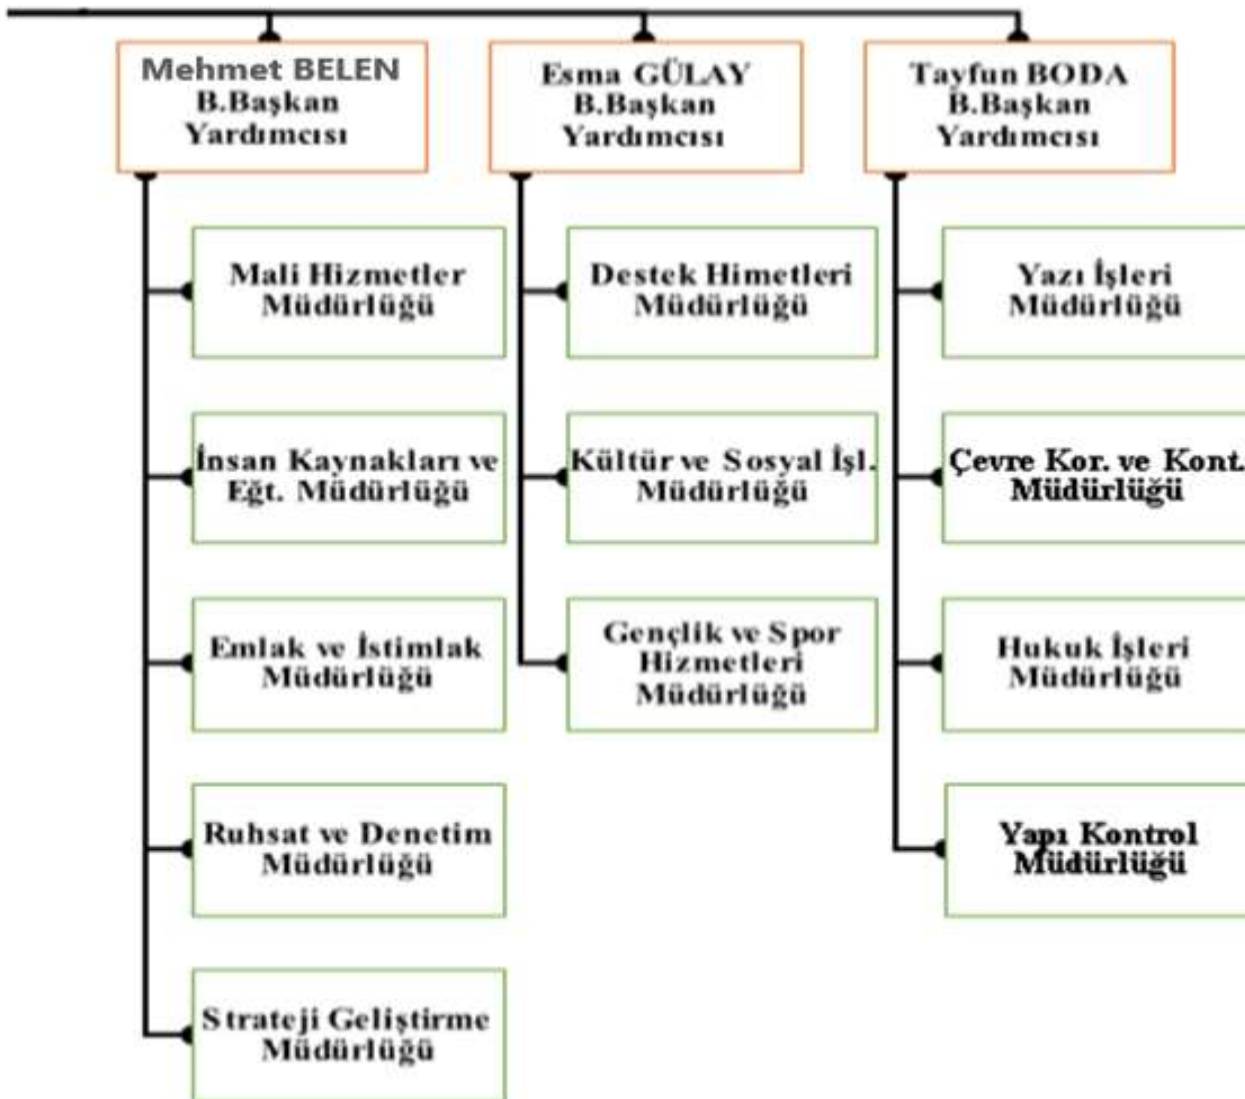 Mehmet BELEN
B.Başkan
Yardımcısı
Mali Hizmetler
Müdürlüğü
İnsan Kaynakları ve
Eğt. Müdürlüğü
Emlak ve İstimlak
Müdürlüğü
Ruhsat ve Denetim
Müdürlüğü
Strateji Geliştirme
Müdürlüğü
Esma GÜLAY
B.Başkan
Yardımcısı
Destek Himetleri
Müdürlüğü
Kültür ve Sosyal İşl.
Müdürlüğü
Gençlik ve Spor
Hizmetleri
Müdürlüğü
Tayfun BODA
B.Başkan
Yardımcısı
Yazı İşleri
Müdürlüğü
Çevre Kor. ve Kont.
Müdürlüğü
Hukuk İşleri
Müdürlüğü
Yapı Kontrol
Müdürlüğü